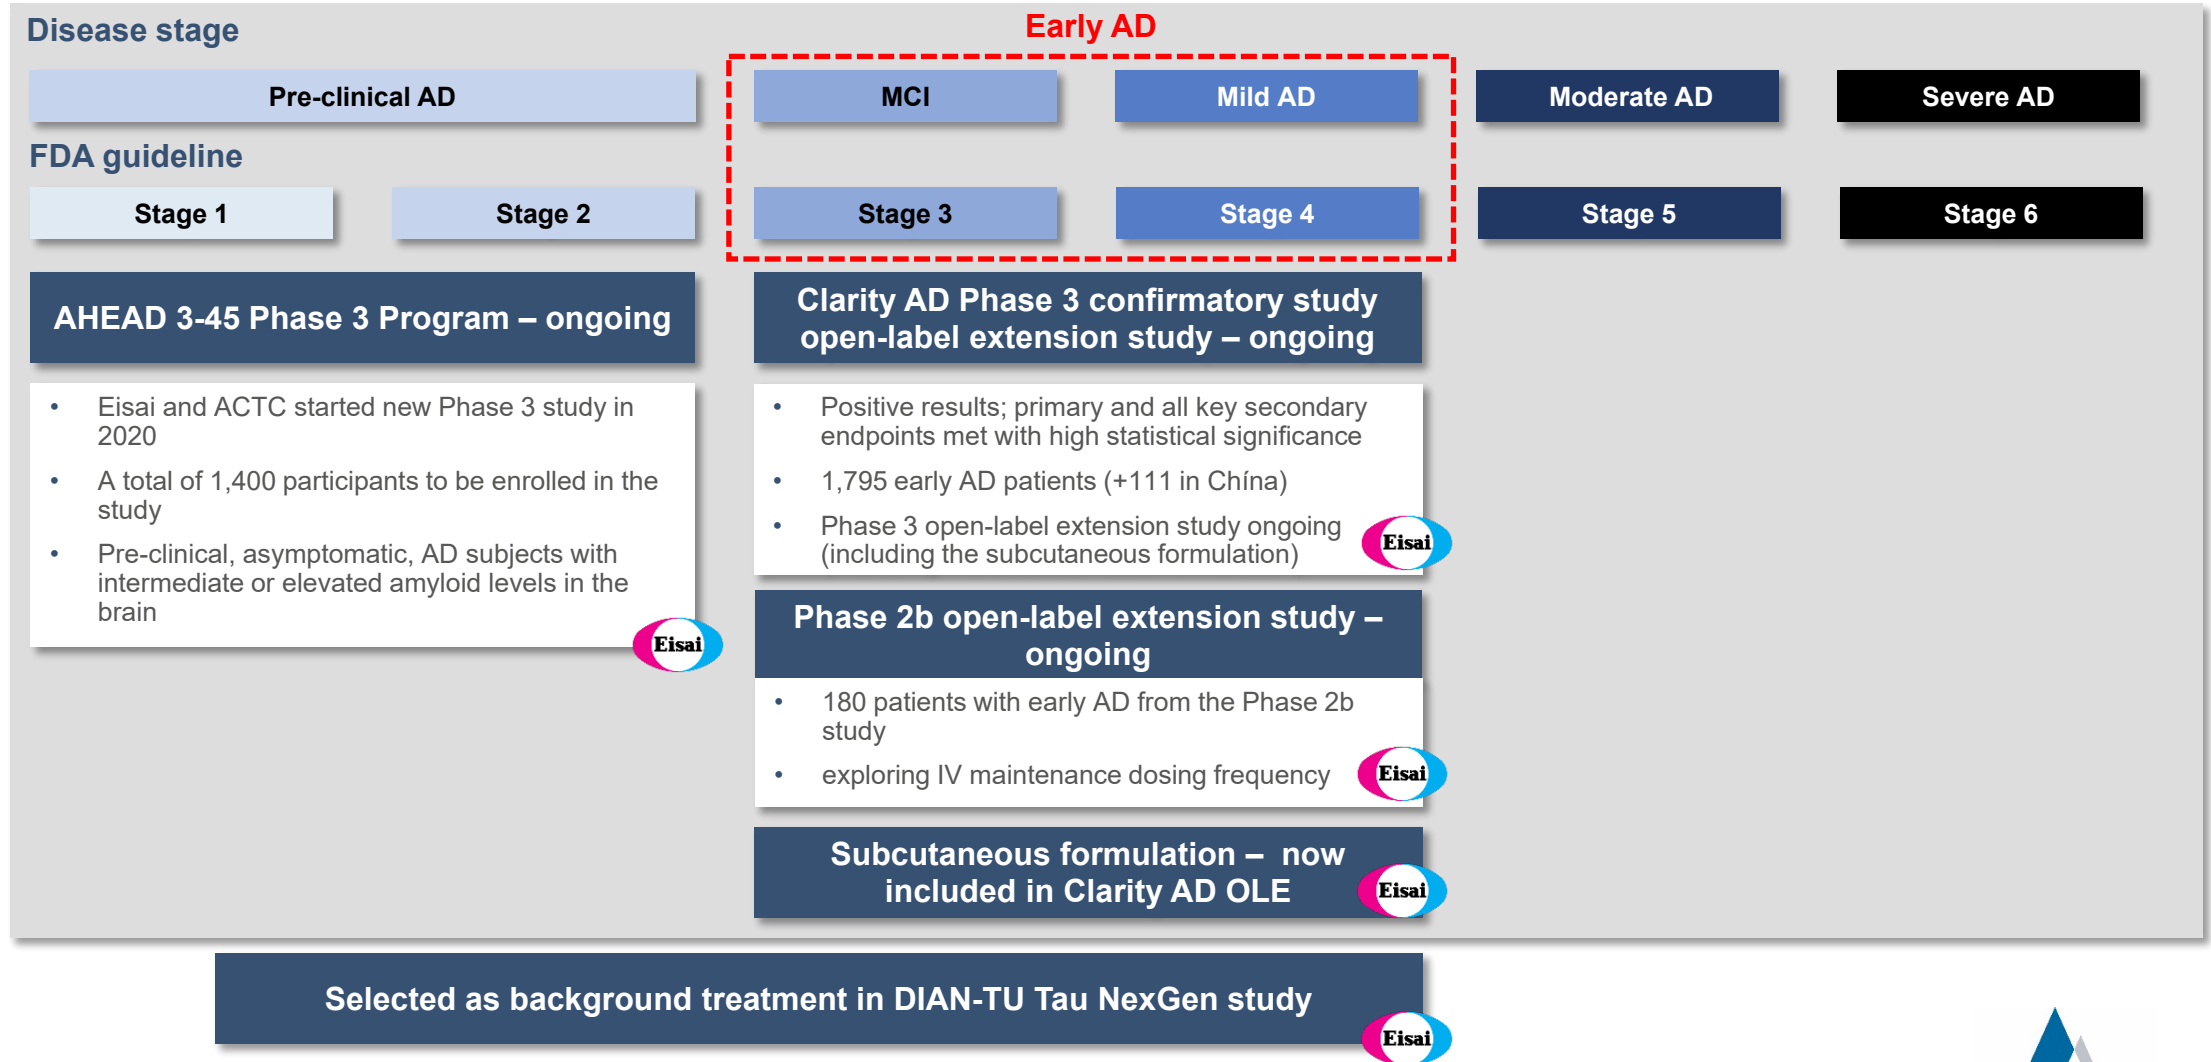 Disease stage
Early AD
Pre-clinical AD
MCI
Mild AD
Moderate AD
Severe AD
FDA guideline
Stage 1
Stage 2
Stage 3
Stage 4
Stage 5
Stage 6
AHEAD 3-45 Phase 3 Program – ongoing
• Eisai and ACTC started new Phase 3 study in
2020
• A total of 1,400 participants to be enrolled in the
study
• Pre-clinical, asymptomatic, AD subjects with
intermediate or elevated amyloid levels in the
brain
Eisai
Clarity AD Phase 3 confirmatory study
open-label extension study – ongoing
• Positive results; primary and all key secondary
endpoints met with high statistical significance
• 1,795 early AD patients (+111 in Chína)
• Phase 3 open-label extension study ongoing
(including the subcutaneous formulation)
Eisai
Phase 2b open-label extension study –
ongoing
• 180 patients with early AD from the Phase 2b
study
• exploring IV maintenance dosing frequency
Eisai
Subcutaneous formulation – now
included in Clarity AD OLE
Eisai
Selected as background treatment in DIAN-TU Tau NexGen study
Eisai